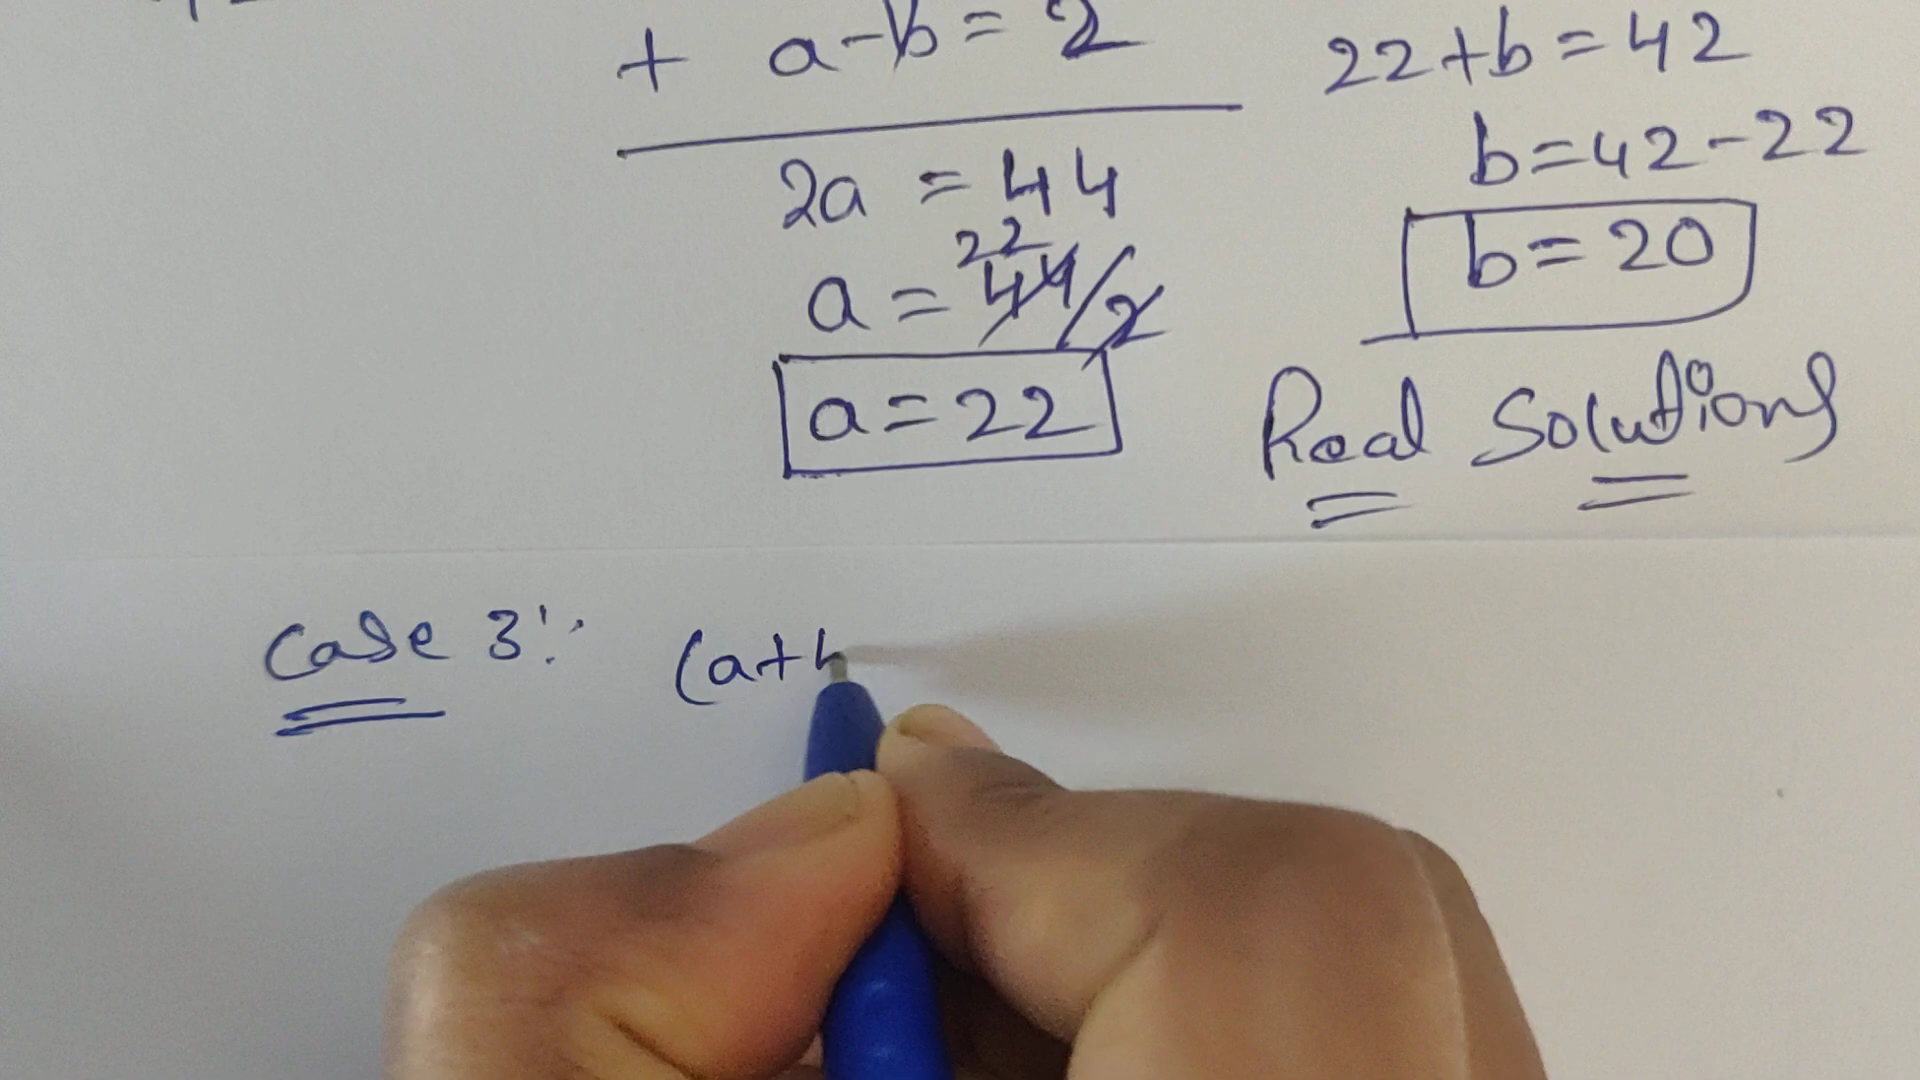 + a-b = 2
2a = 44
22
a = 44/2
a = 22
22+b = 42
b = 42-22
b = 20
Real Solutions
Case 3:- (a+